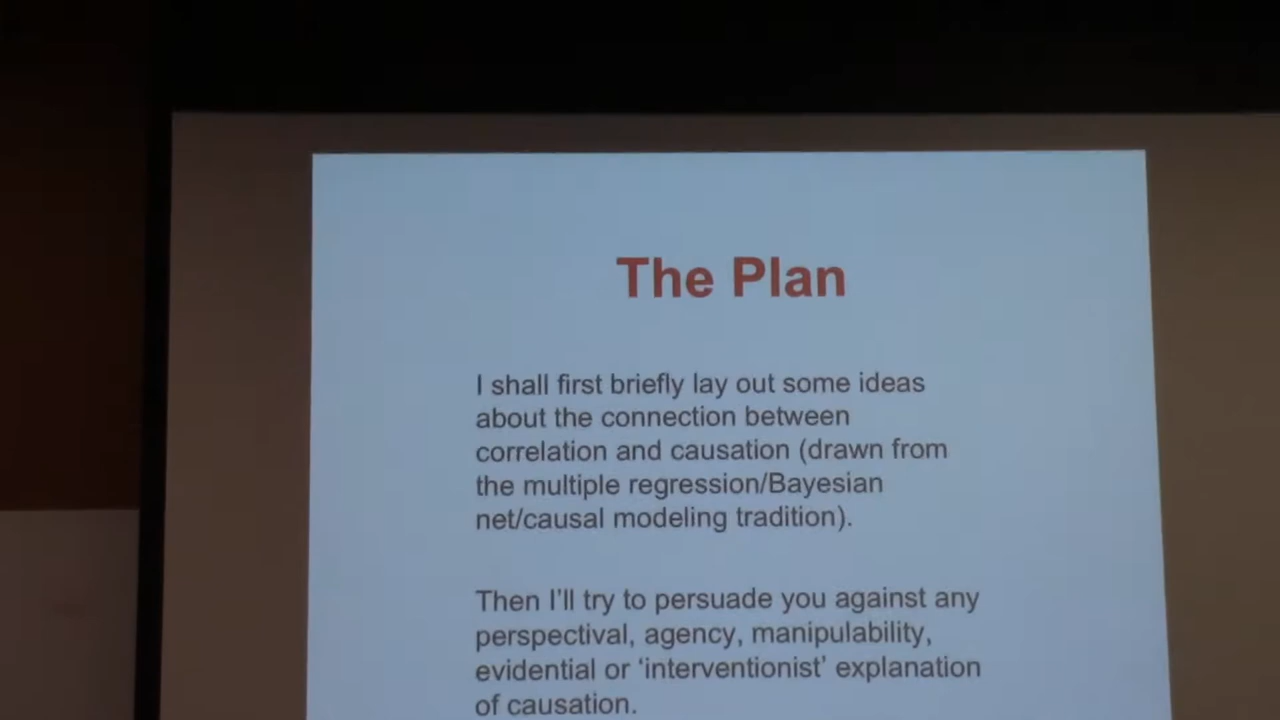 The Plan
I shall first briefly lay out some ideas
about the connection between
correlation and causation (drawn from
the multiple regression/Bayesian
net/causal modeling tradition).
Then I'll try to persuade you against any
perspectival, agency, manipulability,
evidential or ‘interventionist’ explanation
of causation.